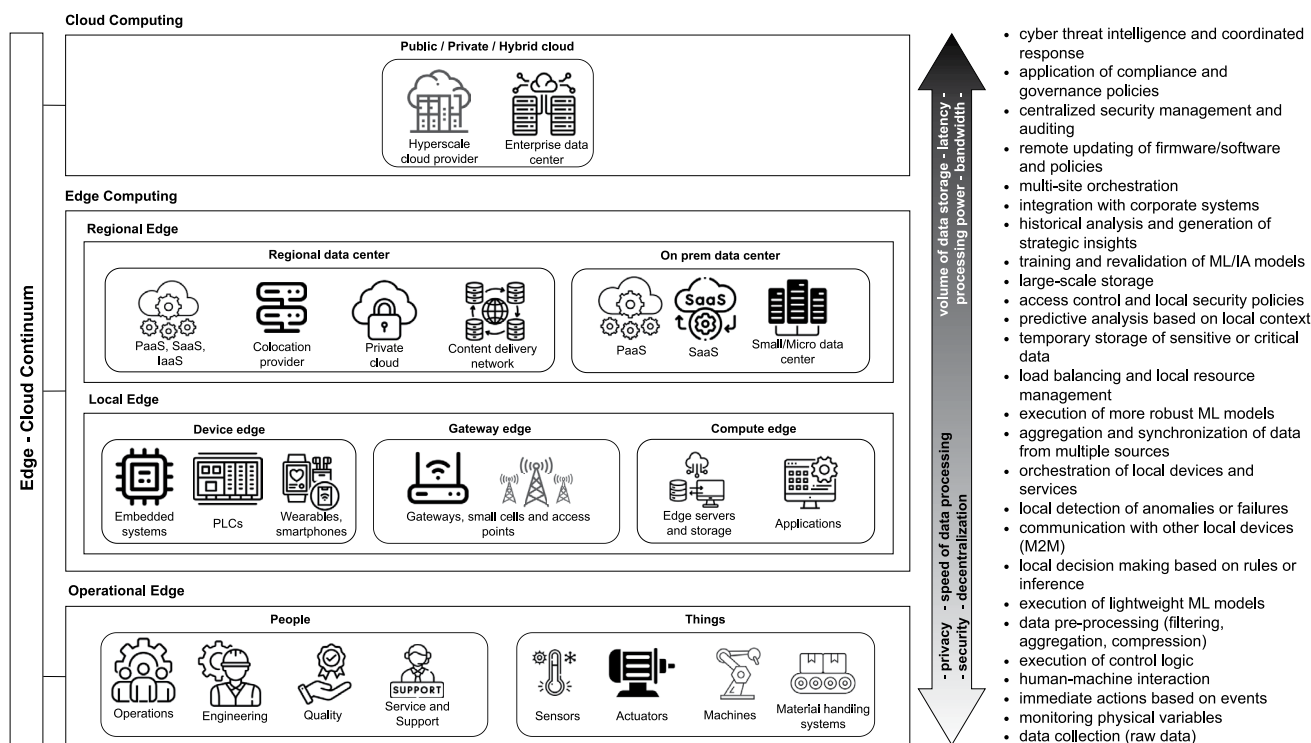 Edge - Cloud Continuum
Cloud Computing
Public / Private / Hybrid cloud
Hyperscale
cloud provider
Enterprise data
center
Edge Computing
Regional Edge
Regional data center
PaaS, SaaS,
IaaS
Colocation
provider
Private
cloud
Content delivery
network
On prem data center
PaaS
SaaS
SaaS
Small/Micro data
center
Local Edge
Device edge
Embedded
systems
PLCs
Wearables,
smartphones
Gateway edge
Gateways, small cells and access
points
Compute edge
Edge servers
and storage
Applications
Operational Edge
People
Operations
Engineering
Quality
SUPPORT
Service and
Support
Things
Sensors
Actuators
Machines
Material handling
systems
volume of data storage - latency -
processing power - bandwidth -
- privacy - speed of data processing
- security - decentralization
• cyber threat intelligence and coordinated
response
• application of compliance and
governance policies
• centralized security management and
auditing
• remote updating of firmware/software
and policies
• multi-site orchestration
• integration with corporate systems
• historical analysis and generation of
strategic insights
• training and revalidation of ML/IA models
• large-scale storage
• access control and local security policies
• predictive analysis based on local context
• temporary storage of sensitive or critical
data
• load balancing and local resource
management
• execution of more robust ML models
• aggregation and synchronization of data
from multiple sources
• orchestration of local devices and
services
• local detection of anomalies or failures
• communication with other local devices
(M2M)
• local decision making based on rules or
inference
• execution of lightweight ML models
• data pre-processing (filtering,
aggregation, compression)
• execution of control logic
• human-machine interaction
• immediate actions based on events
• monitoring physical variables
• data collection (raw data)